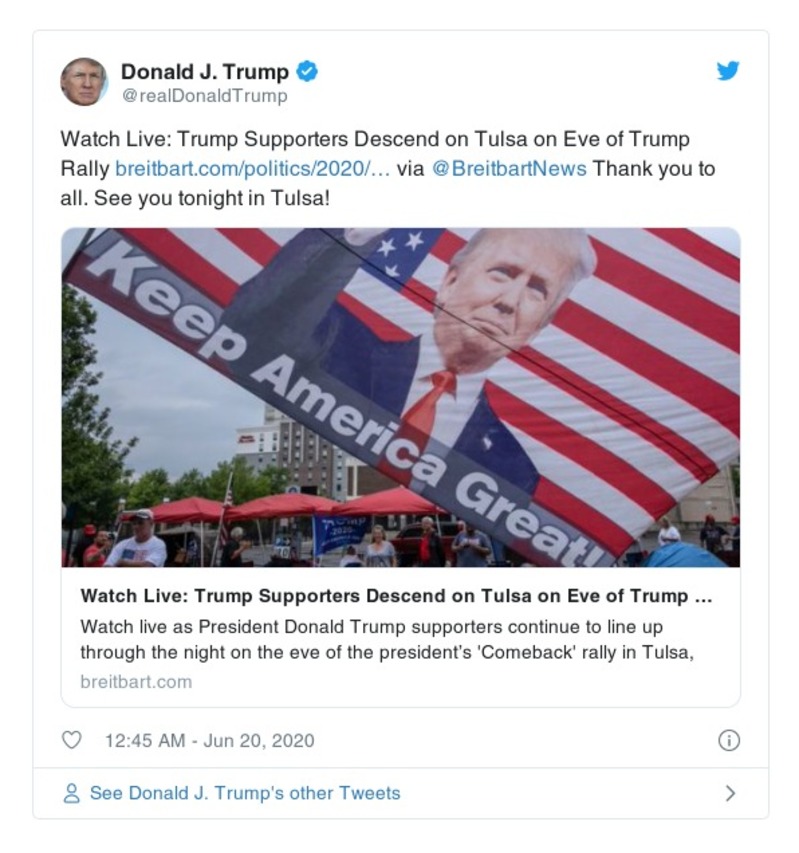 Donald J. Trump
@realDonaldTrump
Watch Live: Trump Supporters Descend on Tulsa on Eve of Trump
Rally breitbart.com/politics/2020/… via @BreitbartNews Thank you to
all. See you tonight in Tulsa!
Keep America Great!
TRUMP
2020
Watch Live: Trump Supporters Descend on Tulsa on Eve of Trump …
Watch live as President Donald Trump supporters continue to line up
through the night on the eve of the president’s 'Comeback' rally in Tulsa,
breitbart.com
12:45 AM - Jun 20, 2020
See Donald J. Trump's other Tweets